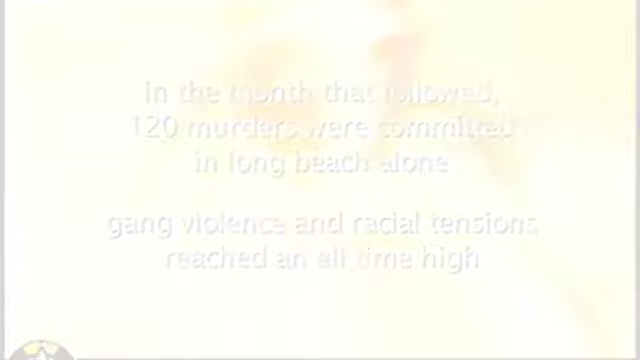 in the month that followed,
120 murders were committed
in long beach alone
gang violence and racial tensions
reached an all time high